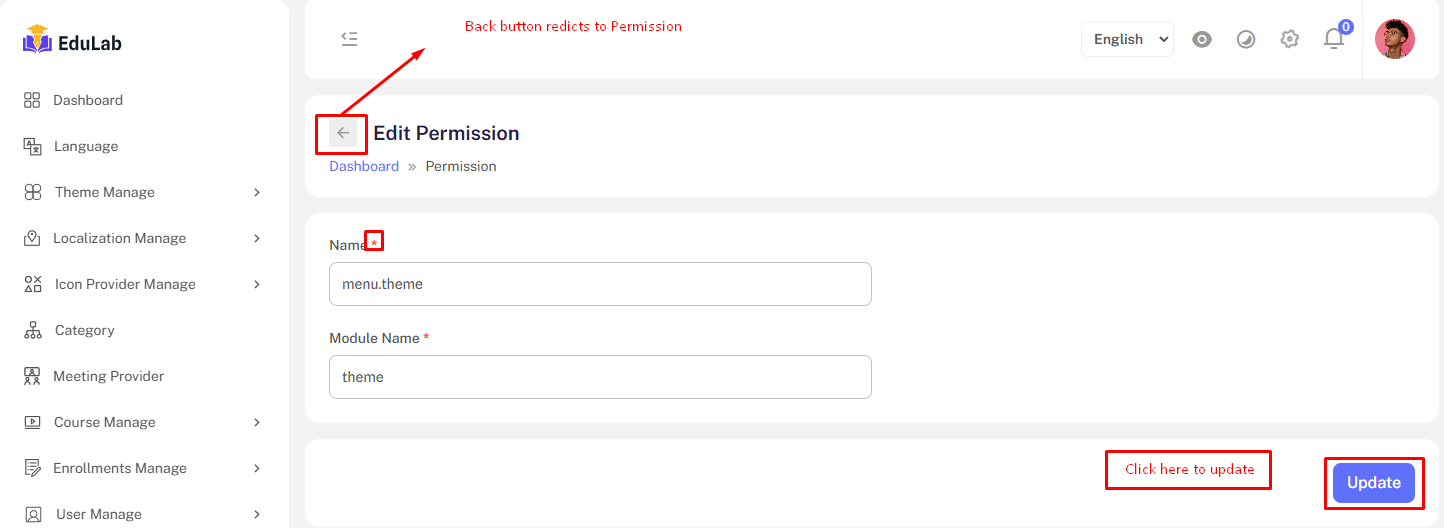 Back button redicts to Permission
EduLab
English
0
Dashboard
Language
Theme Manage
Localization Manage
Icon Provider Manage
Category
Meeting Provider
Course Manage
Enrollments Manage
User Manage
Edit Permission
Dashboard » Permission
Name *
menu.theme
Module Name *
theme
Click here to update
Update